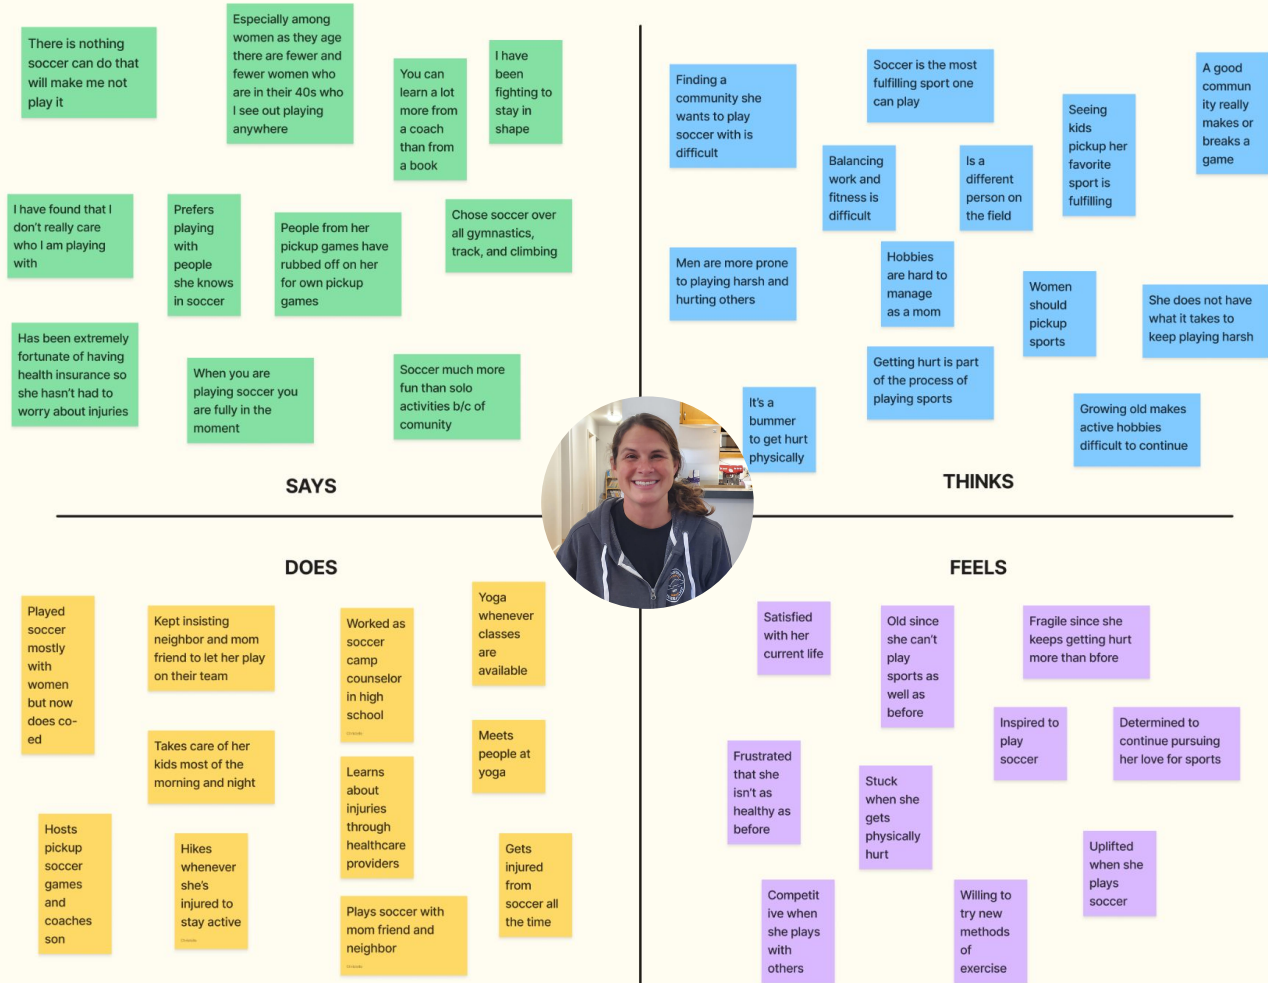 There is nothing
soccer can do that
will make me not
play it
Especially among
women as they age
there are fewer and
fewer women who
are in their 40s who
I see out playing
anywhere
You can
learn a lot
more from
a coach
than from
a book
I have
been
fighting to
stay in
shape
I have found that I
don't really care
who I am playing
with
Prefers
playing
with
people
she knows
in soccer
People from her
pickup games have
rubbed off on her
for own pickup
games
Chose soccer over
all gymnastics,
track, and climbing
Has been extremely
fortunate of having
health insurance so
she hasn't had to
worry about injuries
When you are
playing soccer you
are fully in the
moment
Soccer much more
fun than solo
activities b/c of
comunity
SAYS
Finding a
community she
wants to play
soccer with is
difficult
Soccer is the most
fulfilling sport one
can play
A good
commun
ity really
makes or
breaks a
game
Seeing
kids
pickup her
favorite
sport is
fulfilling
Balancing
work and
fitness is
difficult
Is a
different
person on
the field
Men are more prone
to playing harsh and
hurting others
Hobbies
are hard to
manage
as a mom
Women
should
pickup
sports
She does not have
what it takes to
keep playing harsh
Getting hurt is part
of the process of
playing sports
It's a
bummer
to get hurt
physically
Growing old makes
active hobbies
difficult to continue
THINKS
DOES
Played
soccer
mostly
with
women
but now
does co-
ed
Kept insisting
neighbor and mom
friend to let her play
on their team
Worked as
soccer
camp
counselor
in high
school
Yoga
whenever
classes
are
available
Takes care of her
kids most of the
morning and night
Meets
people at
yoga
Learns
about
injuries
through
healthcare
providers
Hosts
pickup
soccer
games
and
coaches
son
Hikes
whenever
she's
injured to
stay active
Gets
injured
from
soccer all
the time
Plays soccer with
mom friend and
neighbor
FEELS
Satisfied
with her
current life
Old since
she can't
play
sports as
well as
before
Fragile since she
keeps getting hurt
more than bfore
Inspired to
play
soccer
Determined to
continue pursuing
her love for sports
Frustrated
that she
isn't as
healthy as
before
Stuck
when she
gets
physically
hurt
Uplifted
when she
plays
soccer
Competit
ive when
she plays
with
others
Willing to
try new
methods
of
exercise